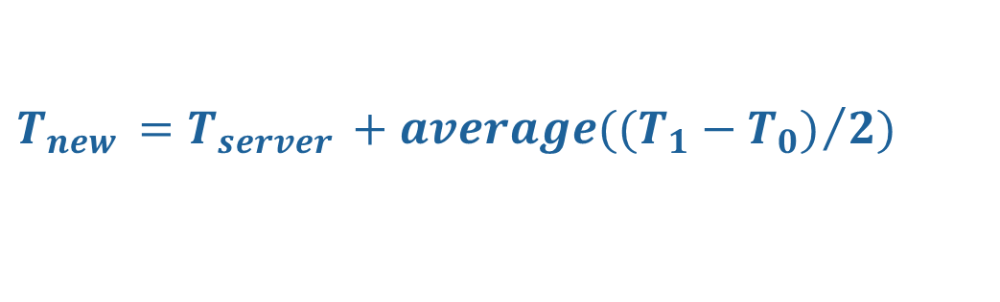 T_new = T_server + average((T_1 − T_0)/2)